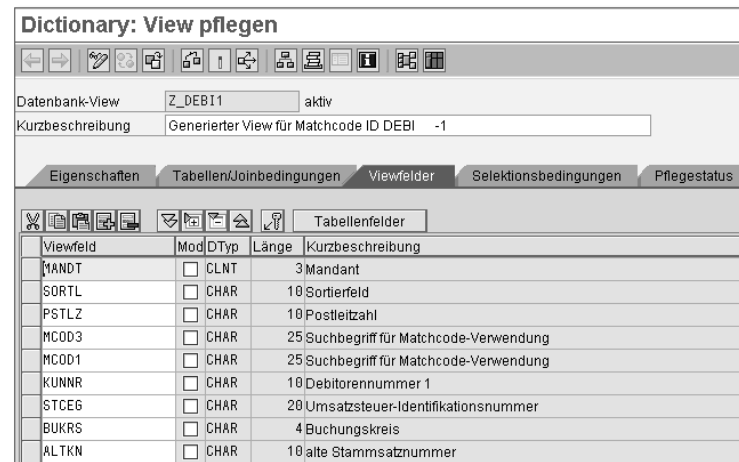 Dictionary: View pflegen
Datenbank-View Z_DEBI1 aktiv
Kurzbeschreibung Generierter View für Matchcode ID DEBI -1
Eigenschaften Tabellen/Joinbedingungen Viewfelder Selektionsbedingungen Pflegestatus
Tabellenfelder
Viewfeld Mod DTyp Länge Kurzbeschreibung
MANDT CLNT 3 Mandant
SORTL CHAR 10 Sortierfeld
PSTLZ CHAR 10 Postleitzahl
MCOD3 CHAR 25 Suchbegriff für Matchcode-Verwendung
MCOD1 CHAR 25 Suchbegriff für Matchcode-Verwendung
KUNNR CHAR 10 Debitorennummer 1
STCEG CHAR 20 Umsatzsteuer-Identifikationsnummer
BUKRS CHAR 4 Buchungskreis
ALTKN CHAR 10 alte Stammsatznummer